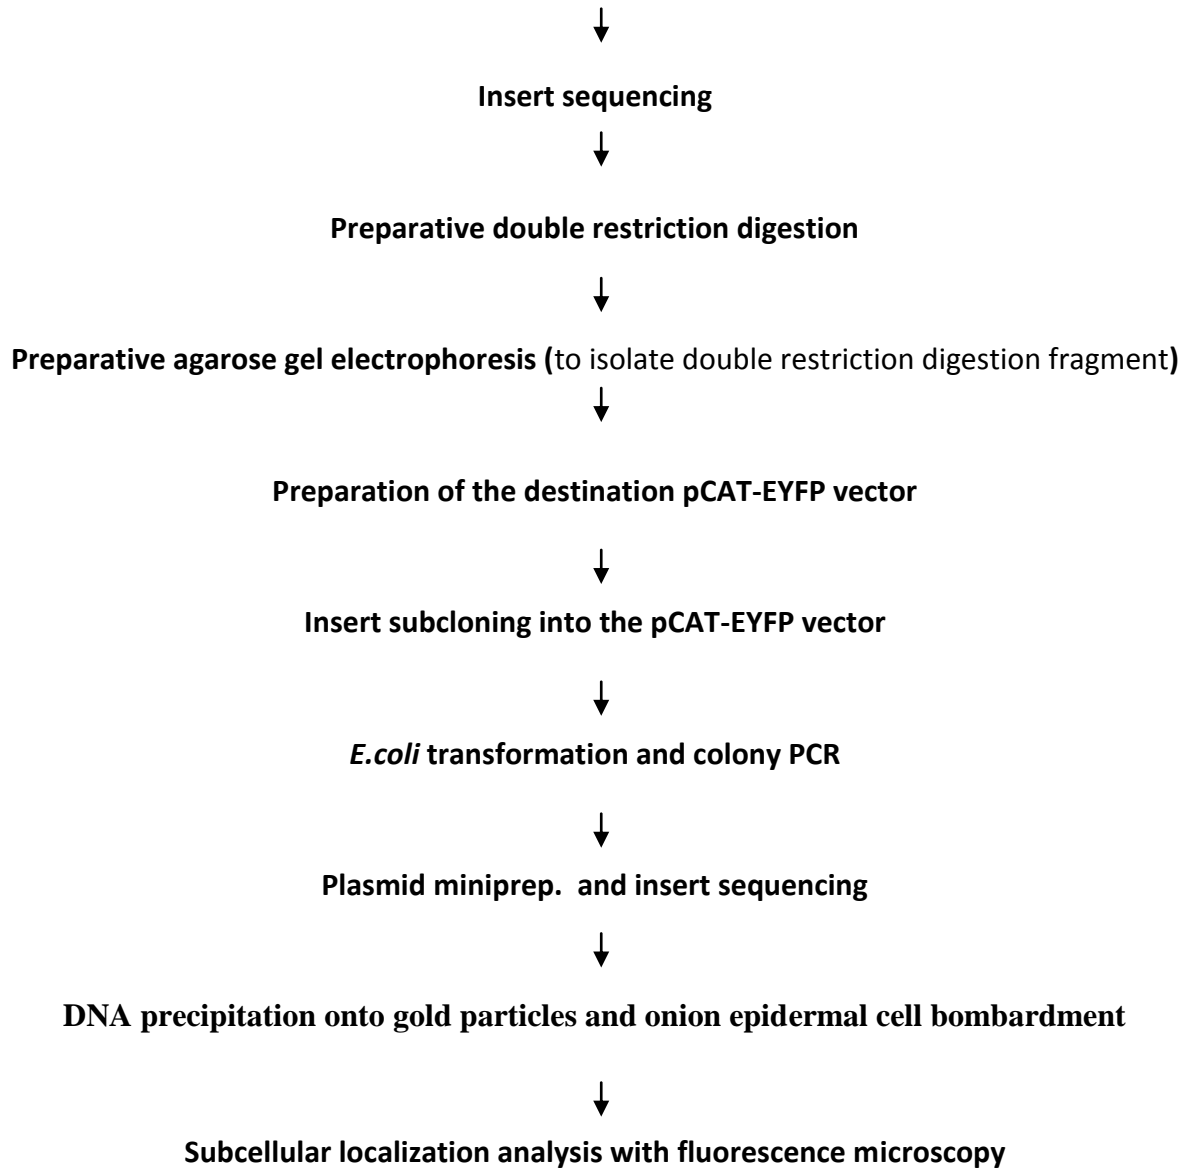 ↓
Insert sequencing
↓
Preparative double restriction digestion
↓
Preparative agarose gel electrophoresis (to isolate double restriction digestion fragment)
↓
Preparation of the destination pCAT-EYFP vector
↓
Insert subcloning into the pCAT-EYFP vector
↓
E.coli transformation and colony PCR
↓
Plasmid miniprep.  and insert sequencing
↓
DNA precipitation onto gold particles and onion epidermal cell bombardment
↓
Subcellular localization analysis with fluorescence microscopy